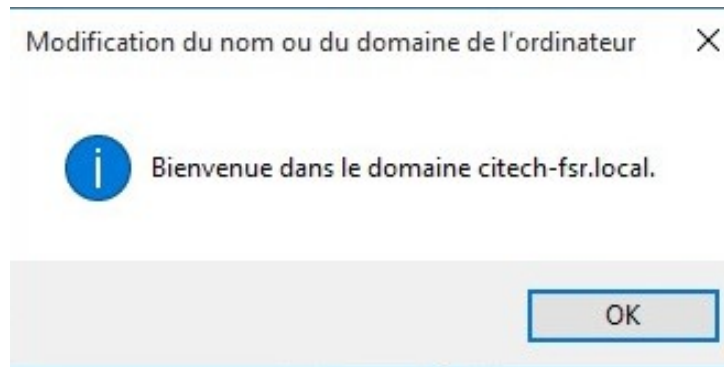 Modification du nom ou du domaine de l'ordinateur
Bienvenue dans le domaine citech-fsr.local.
OK